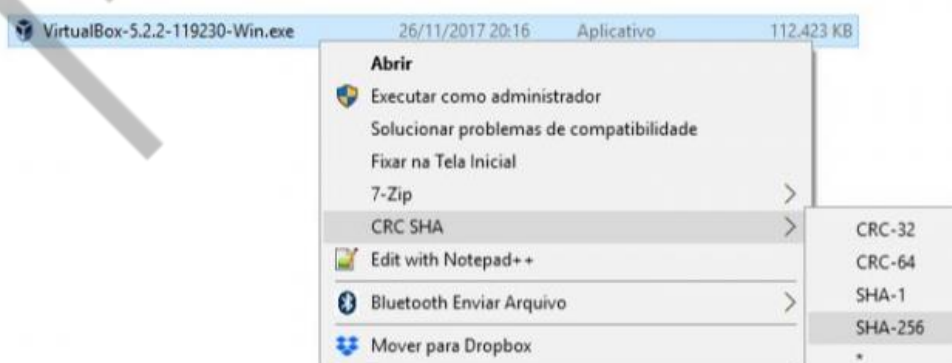 VirtualBox-5.2.2-119230-Win.exe 26/11/2017 20:16 Aplicativo 112.423 KB
Abrir
Executar como administrador
Solucionar problemas de compatibilidade
Fixar na Tela Inicial
7-Zip
CRC SHA
CRC-32
Edit with Notepad++
CRC-64
Bluetooth Enviar Arquivo
SHA-1
SHA-256
Mover para Dropbox
*